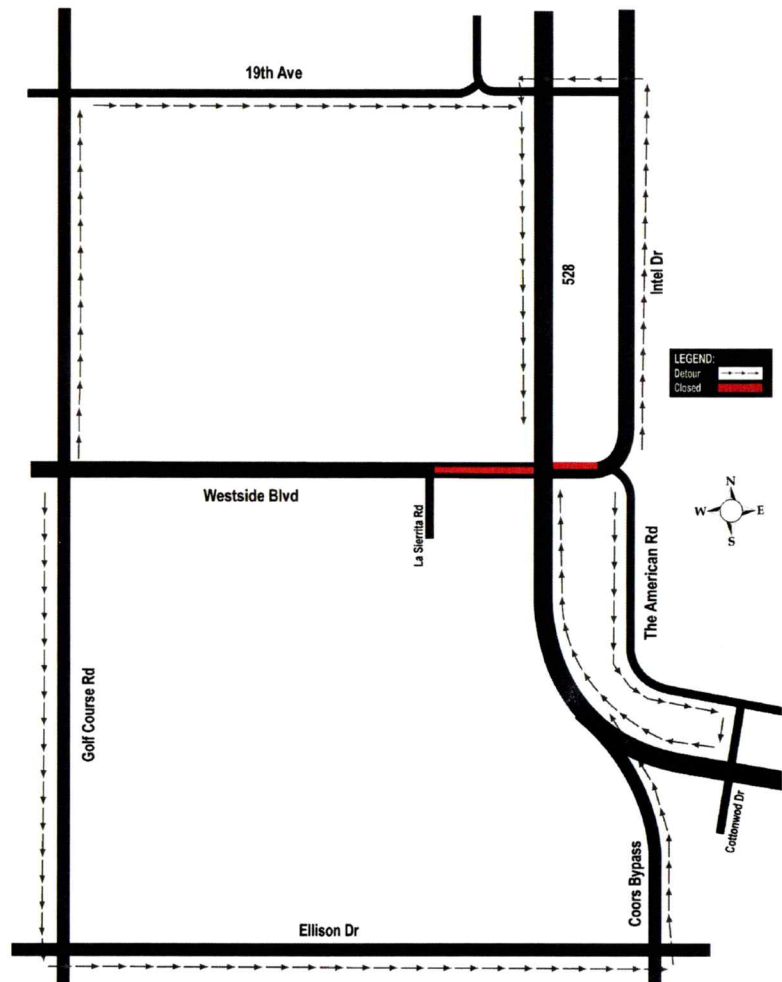 19th Ave
528
Intel Dr
LEGEND:
Detour
Closed
Westside Blvd
La Sierrita Rd
N
W
E
S
The American Rd
Golf Course Rd
Cottonwod Dr
Coors Bypass
Ellison Dr